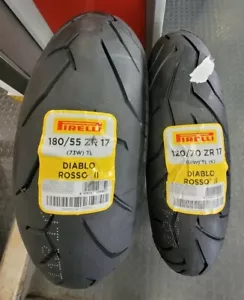 PIRELLI
180/55 ZR 17
(73W) TL
DIABLO
ROSSO II
PIRELLI
120/70 ZR 17
DIABLO
ROSSO II